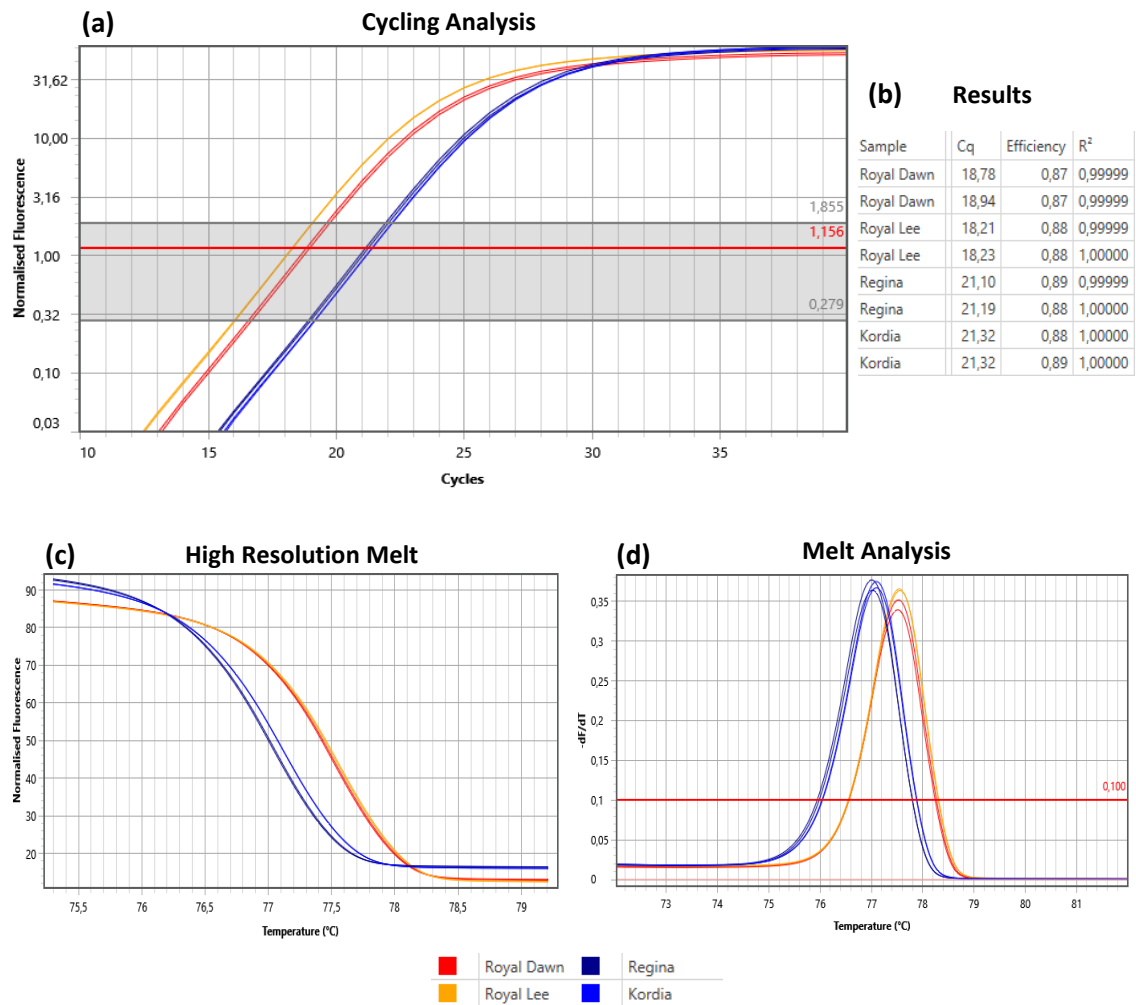 (a) Cycling Analysis
Normalised Fluorescence
31,62
10,00
3,16
1,00
0,32
0,10
0,03
1,855
1,156
0,279
10 15 20 25 30 35
Cycles
(b) Results
Sample Cq Efficiency R²
Royal Dawn 18,78 0,87 0,99999
Royal Dawn 18,94 0,87 0,99999
Royal Lee 18,21 0,88 0,99999
Royal Lee 18,23 0,88 1,00000
Regina 21,10 0,89 0,99999
Regina 21,19 0,88 1,00000
Kordia 21,32 0,88 1,00000
Kordia 21,32 0,89 1,00000
(c) High Resolution Melt
Normalised Fluorescence
90
80
70
60
50
40
30
20
75,5 76 76,5 77 77,5 78 78,5 79
Temperature (°C)
(d) Melt Analysis
-dF/dT
0,35
0,3
0,25
0,2
0,15
0,1
0,05
0
0,100
73 74 75 76 77 78 79 80 81
Temperature (°C)
Royal Dawn Regina
Royal Lee Kordia